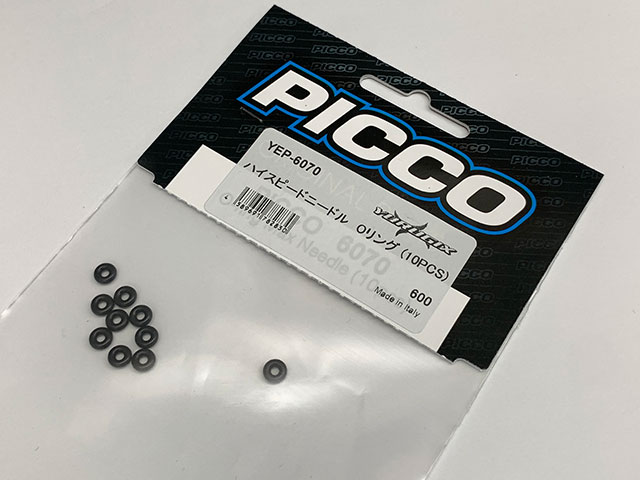 PICCO
YEP-6070
ハイスピードニードル Oリング (10PCS)
600
Made in Italy
PICCO 6070